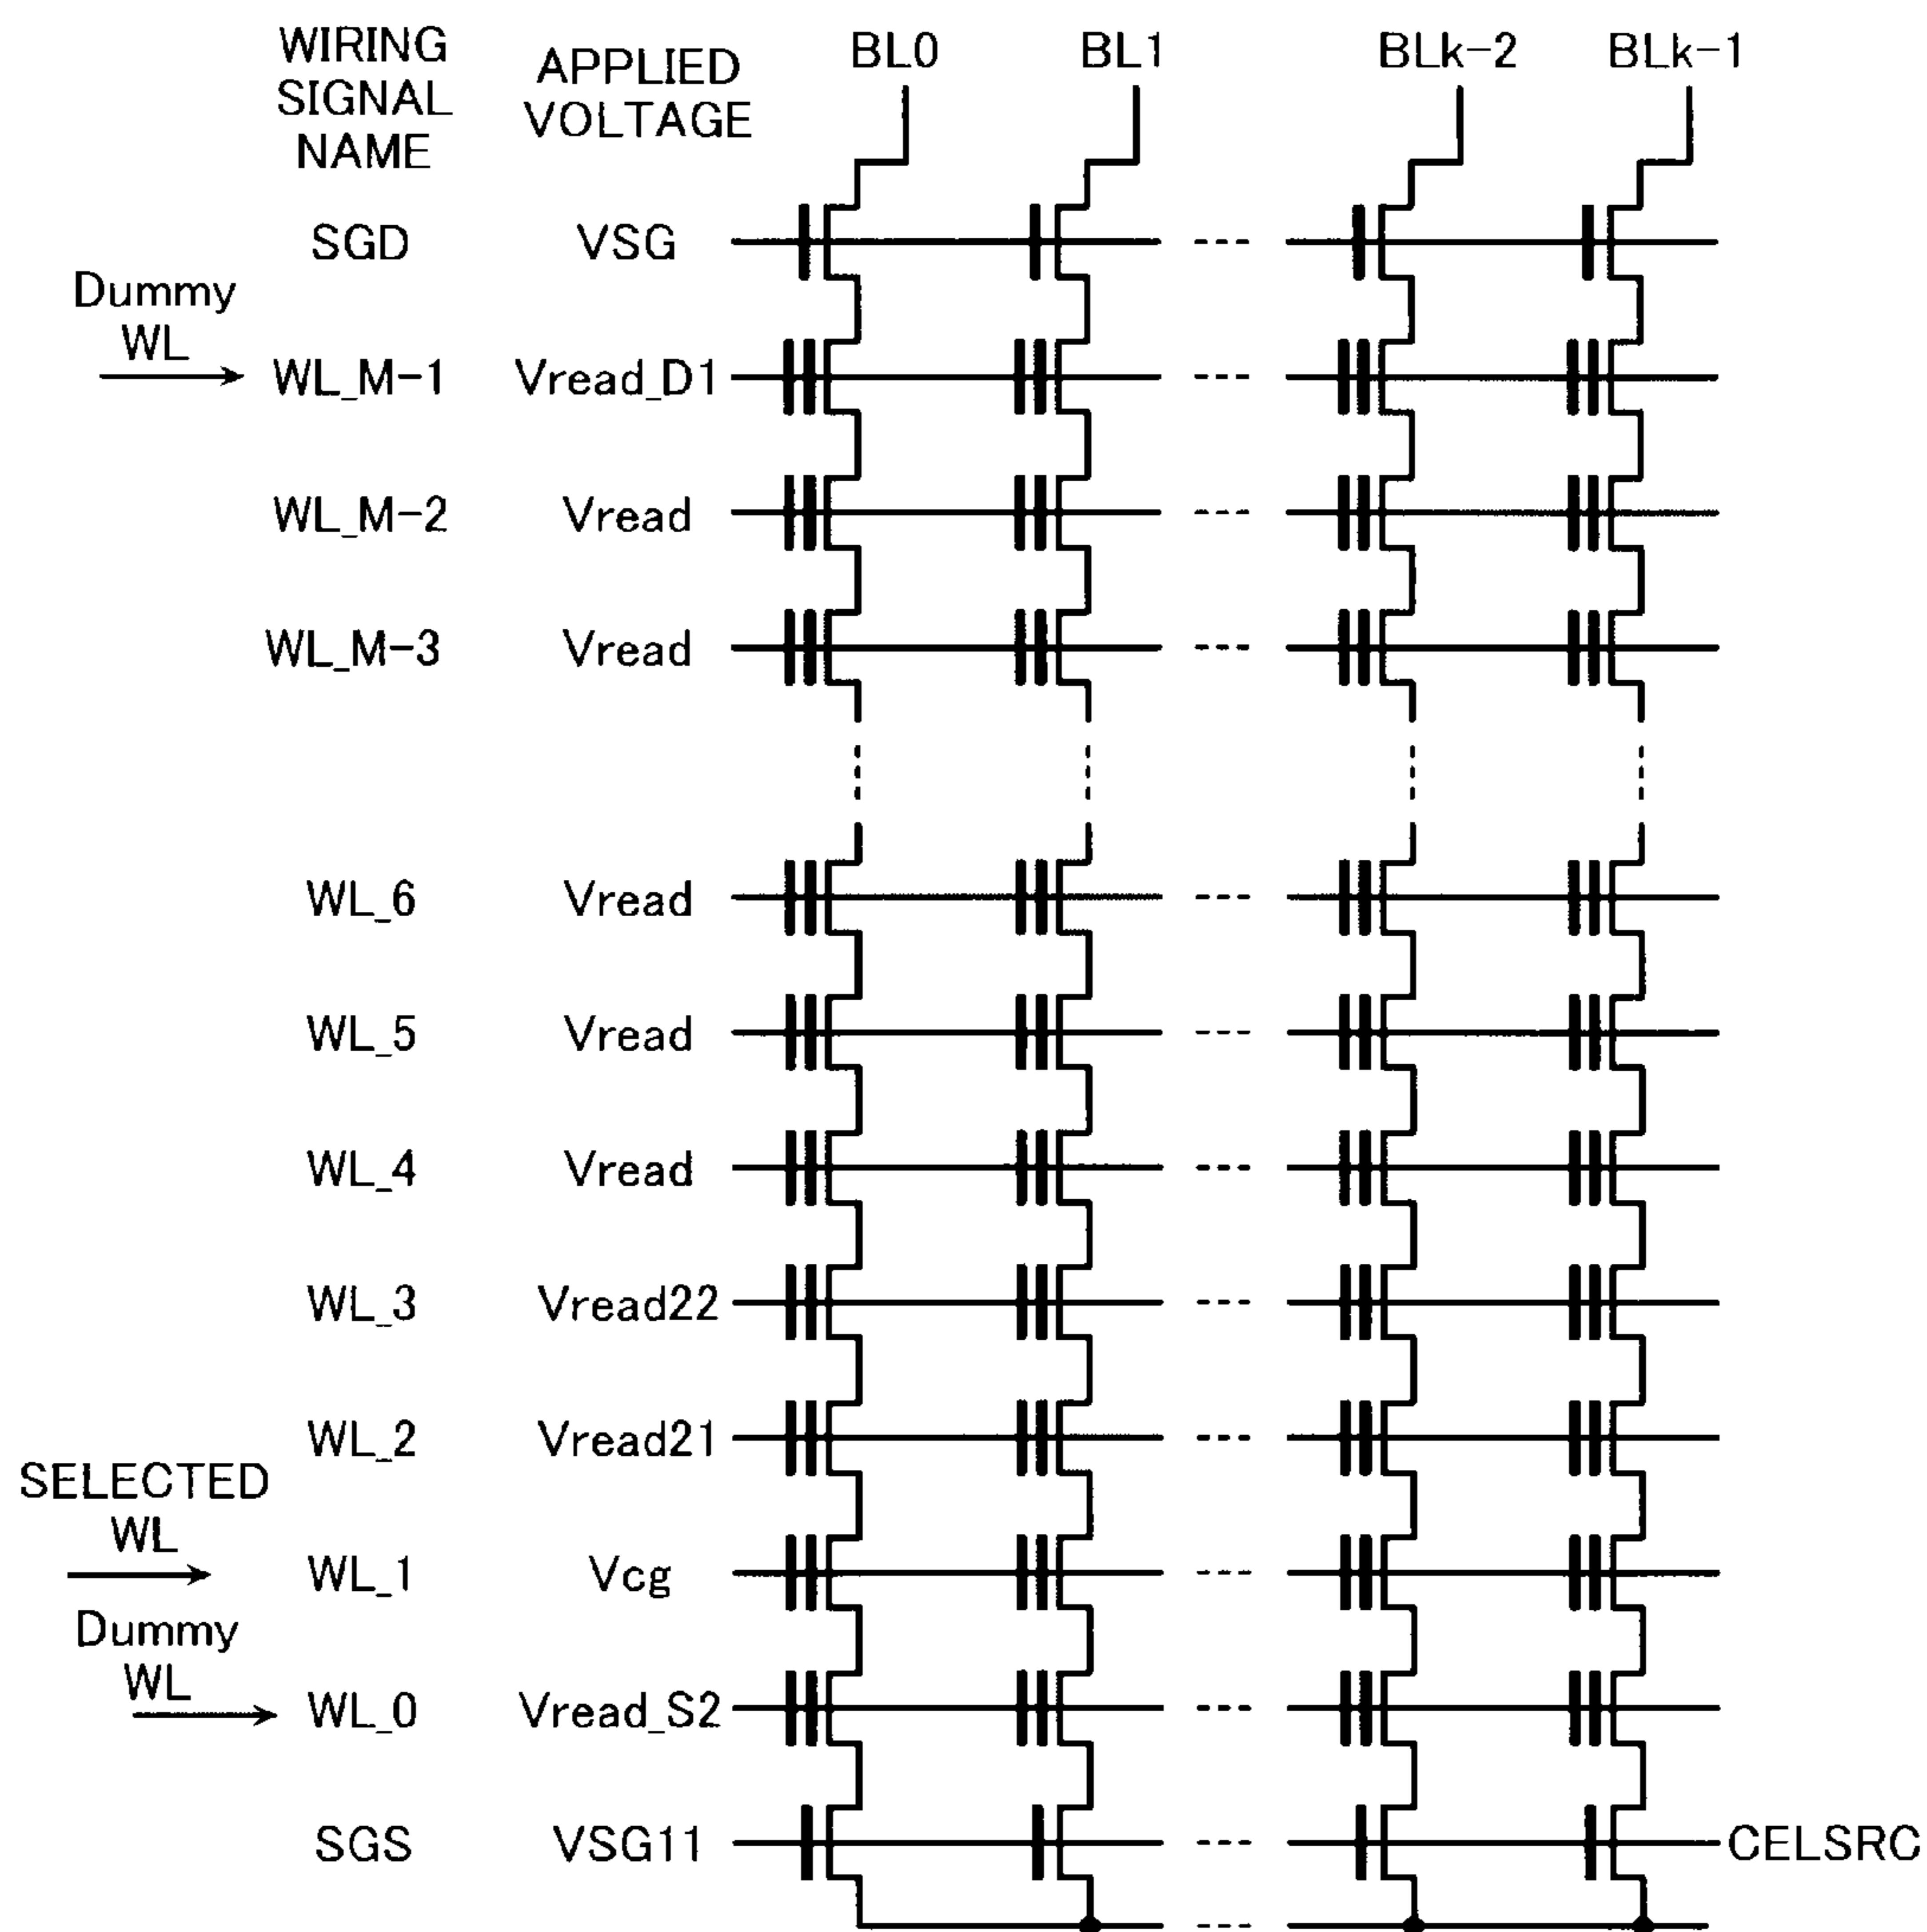 WIRING
SIGNAL
NAME
APPLIED
VOLTAGE
BL0
BL1
BLk-2
BLk-1
SGD
VSG
Dummy
WL
WL_M-1
Vread_D1
WL_M-2
Vread
WL_M-3
Vread
WL_6
Vread
WL_5
Vread
WL_4
Vread
WL_3
Vread22
WL_2
Vread21
SELECTED
WL
WL_1
Vcg
Dummy
WL
WL_0
Vread_S2
SGS
VSG11
CELSRC